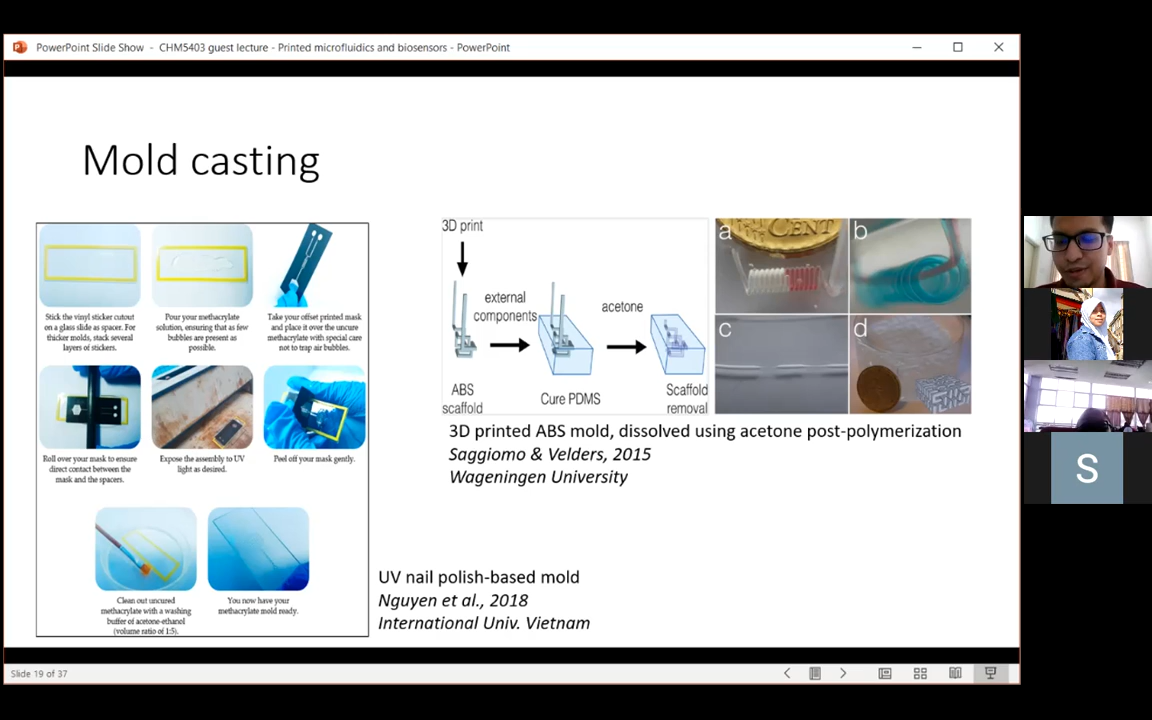 PowerPoint Slide Show - CHM5403 guest lecture - Printed microfluidics and biosensors - PowerPoint
Mold casting
Stick the vinyl sticker cutout
on a glass slide as spacer. For
thicker molds, stack several
layers of stickers.
Pour your methacrylate
solution, ensuring that as few
bubbles are present as
possible.
Take your offset printed mask
and place it over the uncure
methacrylate with special care
not to trap air bubbles.
Roll over your mask to ensure
direct contact between the
mask and the spacers.
Expose the assembly to UV
light as desired.
Peel off your mask gently.
Clean out uncured
methacrylate with a washing
buffer of acetone-ethanol
(volume ratio of 1:5).
You now have your
methacrylate mold ready.
3D print
external
components
acetone
ABS
scaffold
Cure PDMS
Scaffold
removal
a
CENT
b
c
d
3D printed ABS mold, dissolved using acetone post-polymerization
Saggiomo & Velders, 2015
Wageningen University
UV nail polish-based mold
Nguyen et al., 2018
International Univ. Vietnam
S
Slide 19 of 37